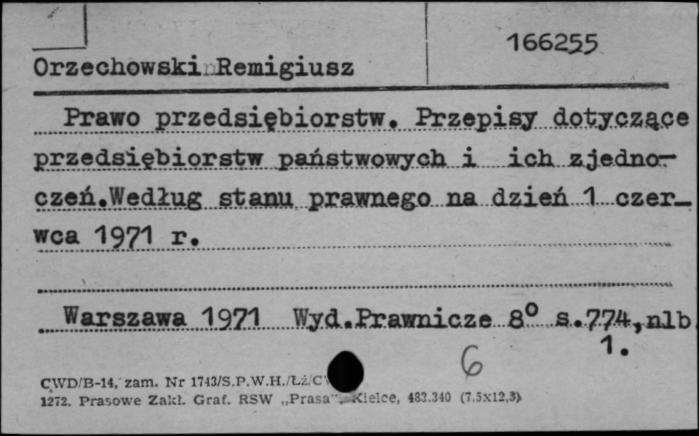 166255
Orzechowski Remigiusz
Prawo przedsiębiorstw. Przepisy dotyczące
przedsiębiorstw państwowych i ich zjedno-
czeń.Według stanu prawnego na dzień 1 czer-
wca 1971 r.
Warszawa 1971 Wyd.Prawnicze 8° s.774,nlb
1.
6
CWD/B-14, zam. Nr 1743/S.P.W.H./Łź/C
1272. Prasowe Zakł. Graf. RSW „Prasa", Kielce, 483.340 (7,5x12,5)